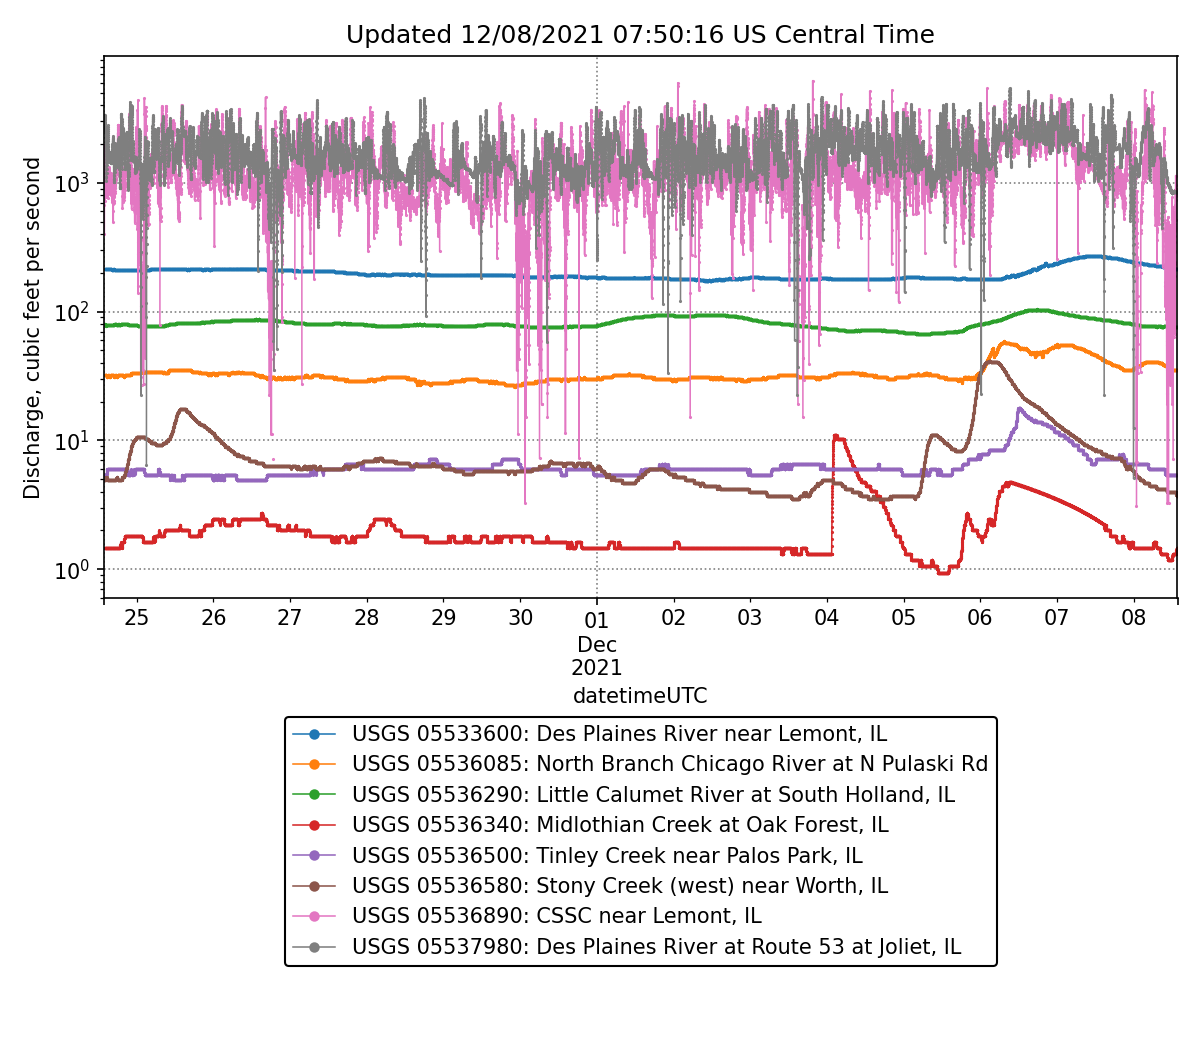 Updated 12/08/2021 07:50:16 US Central Time
Discharge, cubic feet per second
10³
10²
10¹
10⁰
25 26 27 28 29 30 01 02 03 04 05 06 07 08
Dec
2021
datetimeUTC
USGS 05533600: Des Plaines River near Lemont, IL
USGS 05536085: North Branch Chicago River at N Pulaski Rd
USGS 05536290: Little Calumet River at South Holland, IL
USGS 05536340: Midlothian Creek at Oak Forest, IL
USGS 05536500: Tinley Creek near Palos Park, IL
USGS 05536580: Stony Creek (west) near Worth, IL
USGS 05536890: CSSC near Lemont, IL
USGS 05537980: Des Plaines River at Route 53 at Joliet, IL